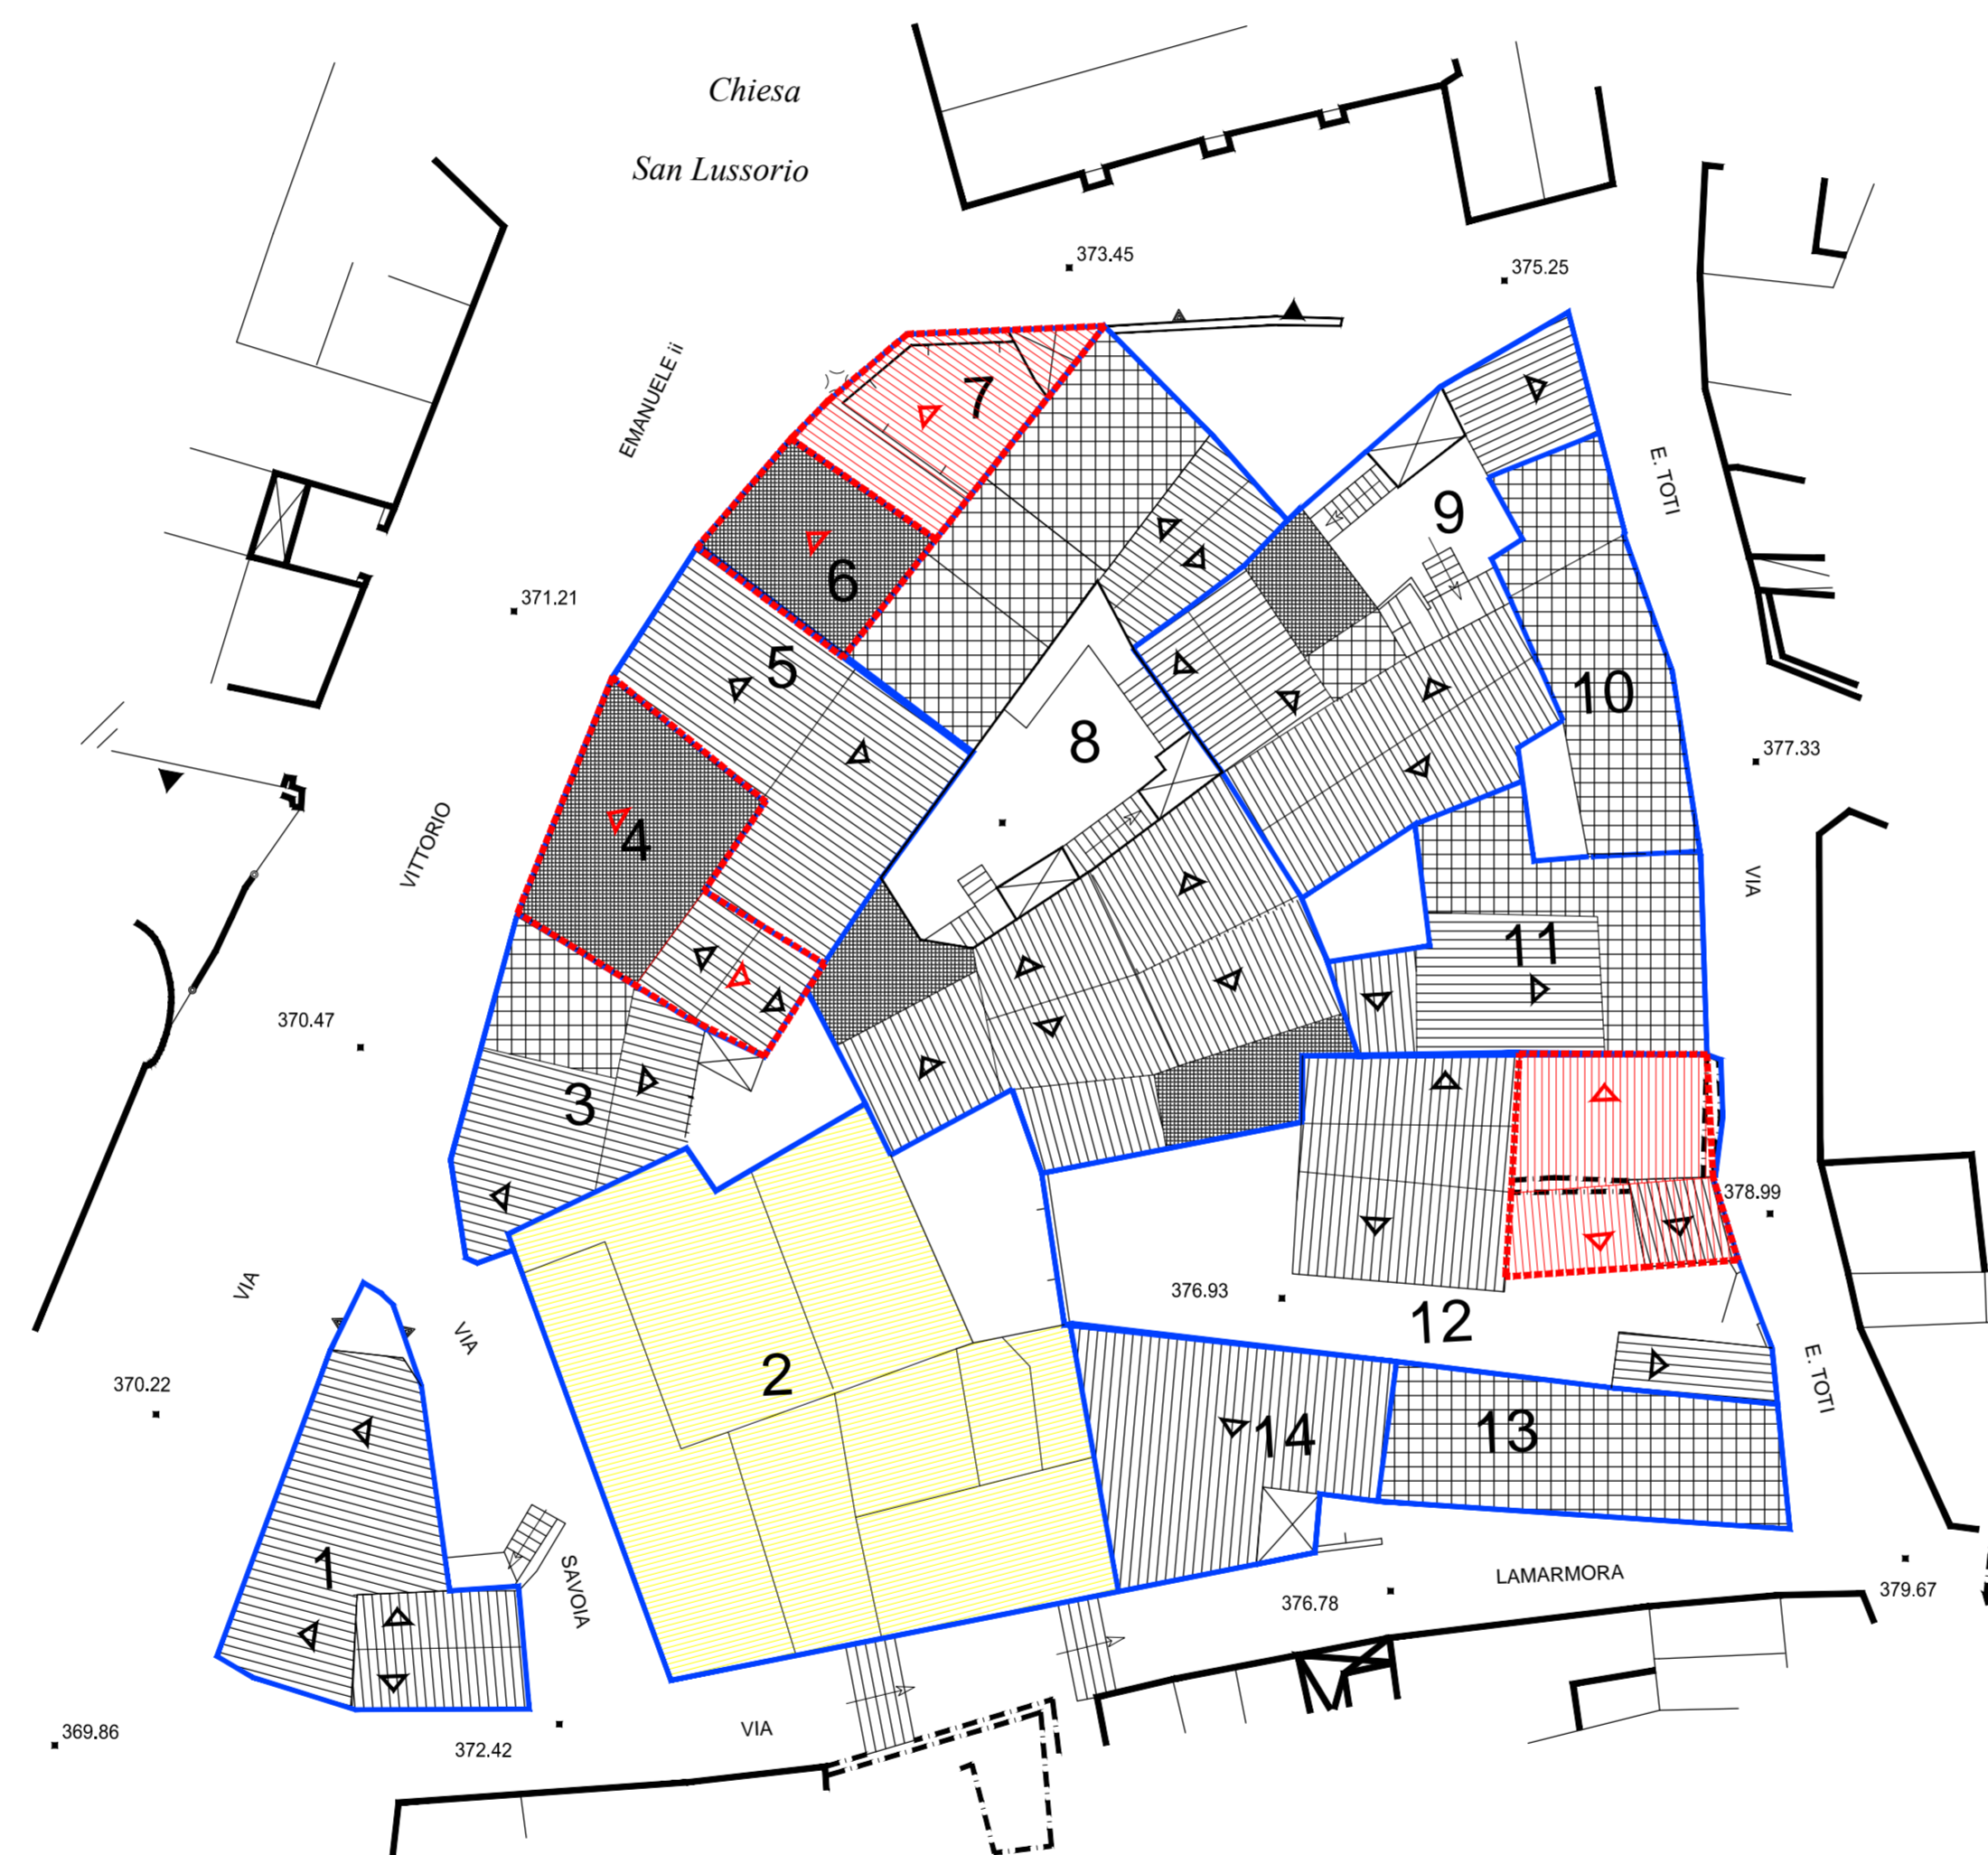 Chiesa
San Lussorio
373.45
375.25
EMANUELE ii
7
E. TOTI
9
6
371.21
5
10
8
377.33
4
VITTORIO
VIA
11
370.47
3
378.99
VIA
376.93
12
VIA
2
E. TOTI
370.22
14
13
1
SAVOIA
LAMARMORA
376.78
379.67
VIA
369.86
372.42